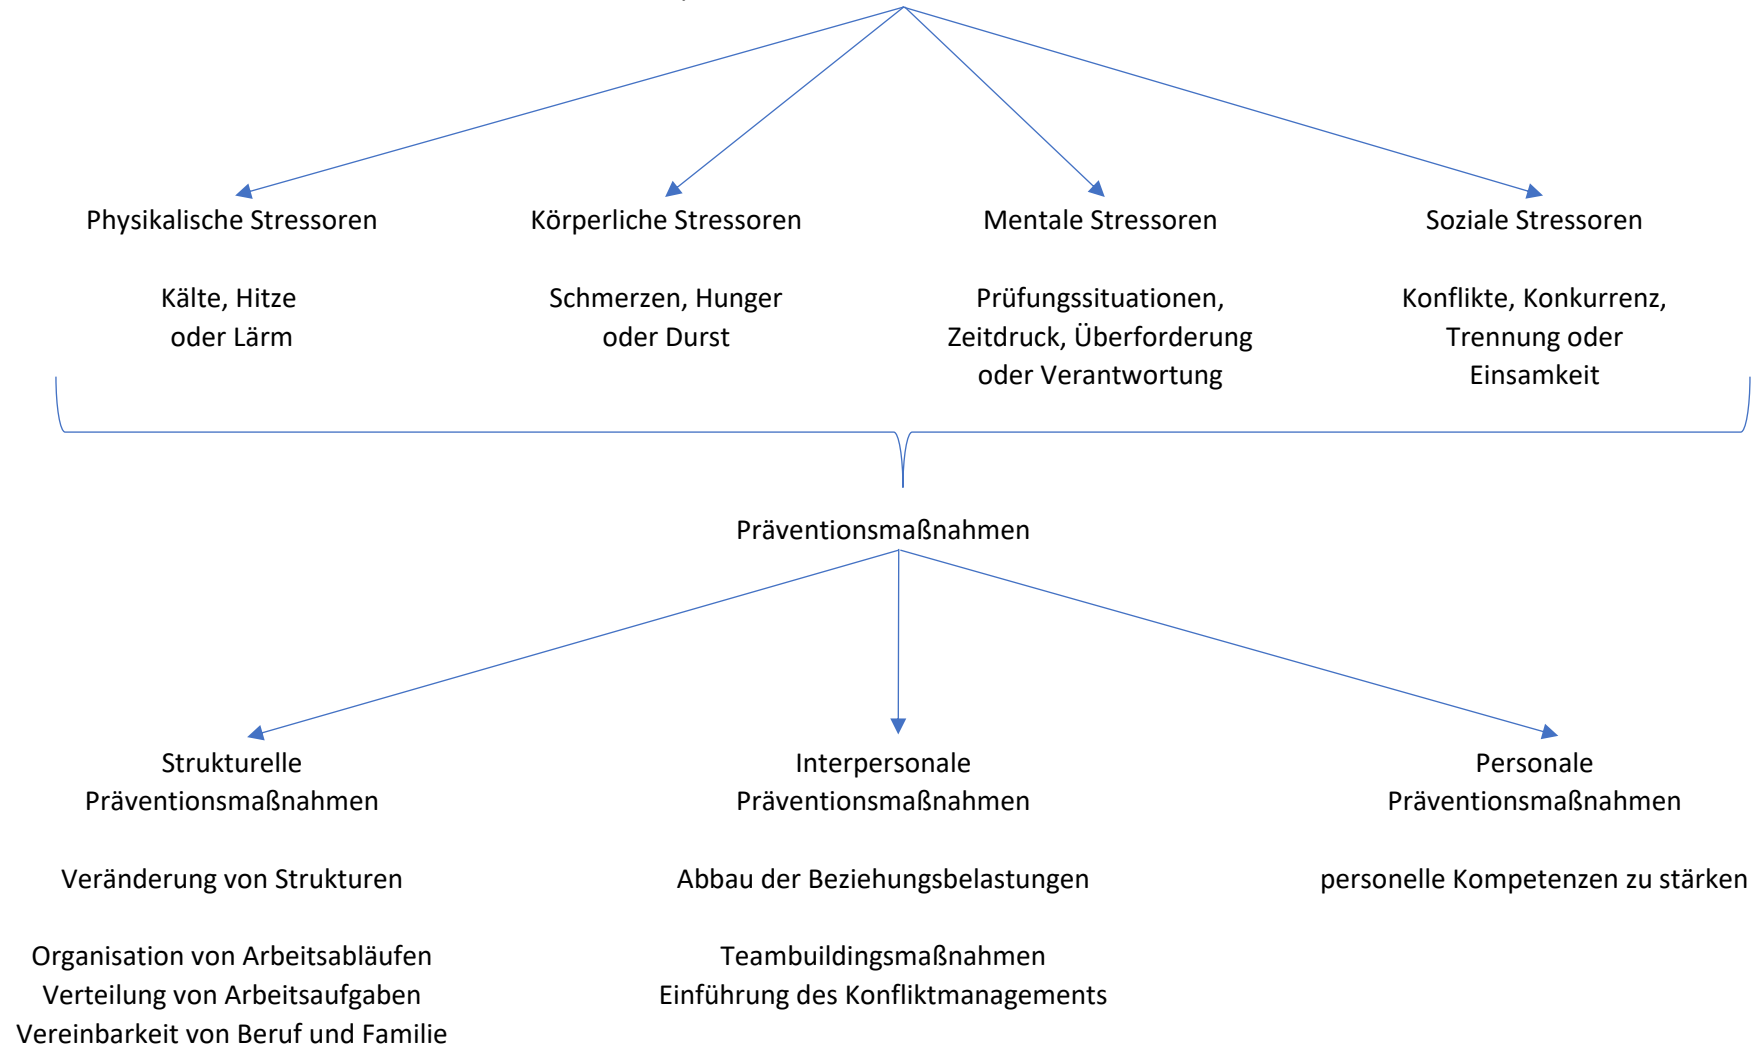 Physikalische Stressoren
Körperliche Stressoren
Mentale Stressoren
Soziale Stressoren
Kälte, Hitze
oder Lärm
Schmerzen, Hunger
oder Durst
Prüfungssituationen,
Zeitdruck, Überforderung
oder Verantwortung
Konflikte, Konkurrenz,
Trennung oder
Einsamkeit
Präventionsmaßnahmen
Strukturelle
Präventionsmaßnahmen
Interpersonale
Präventionsmaßnahmen
Personale
Präventionsmaßnahmen
Veränderung von Strukturen
Abbau der Beziehungsbelastungen
personelle Kompetenzen zu stärken
Organisation von Arbeitsabläufen
Verteilung von Arbeitsaufgaben
Vereinbarkeit von Beruf und Familie
Teambuildingsmaßnahmen
Einführung des Konfliktmanagements